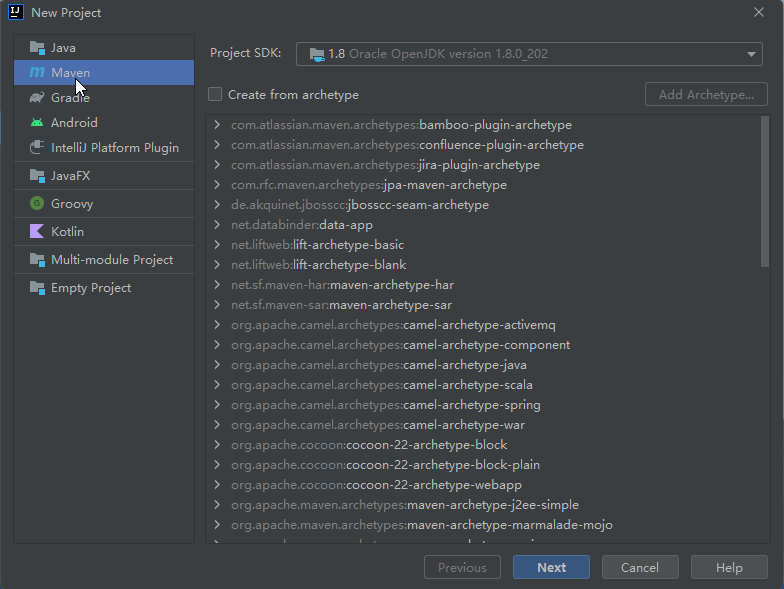 New Project
Java
Maven
Gradle
Android
IntelliJ Platform Plugin
JavaFX
Groovy
Kotlin
Multi-module Project
Empty Project
Project SDK: 1.8 Oracle OpenJDK version 1.8.0_202
Create from archetype
Add Archetype...
com.atlassian.maven.archetypes:bamboo-plugin-archetype
com.atlassian.maven.archetypes:confluence-plugin-archetype
com.atlassian.maven.archetypes:jira-plugin-archetype
com.rfc.maven.archetypes:jpa-maven-archetype
de.akquinet.jbosscc:jbosscc-seam-archetype
net.databinder:data-app
net.liftweb:lift-archetype-basic
net.liftweb:lift-archetype-blank
net.sf.maven-har:maven-archetype-har
net.sf.maven-sar:maven-archetype-sar
org.apache.camel.archetypes:camel-archetype-activemq
org.apache.camel.archetypes:camel-archetype-component
org.apache.camel.archetypes:camel-archetype-java
org.apache.camel.archetypes:camel-archetype-scala
org.apache.camel.archetypes:camel-archetype-spring
org.apache.camel.archetypes:camel-archetype-war
org.apache.cocoon:cocoon-22-archetype-block
org.apache.cocoon:cocoon-22-archetype-block-plain
org.apache.cocoon:cocoon-22-archetype-webapp
org.apache.maven.archetypes:maven-archetype-j2ee-simple
org.apache.maven.archetypes:maven-archetype-marmalade-mojo
Previous
Next
Cancel
Help